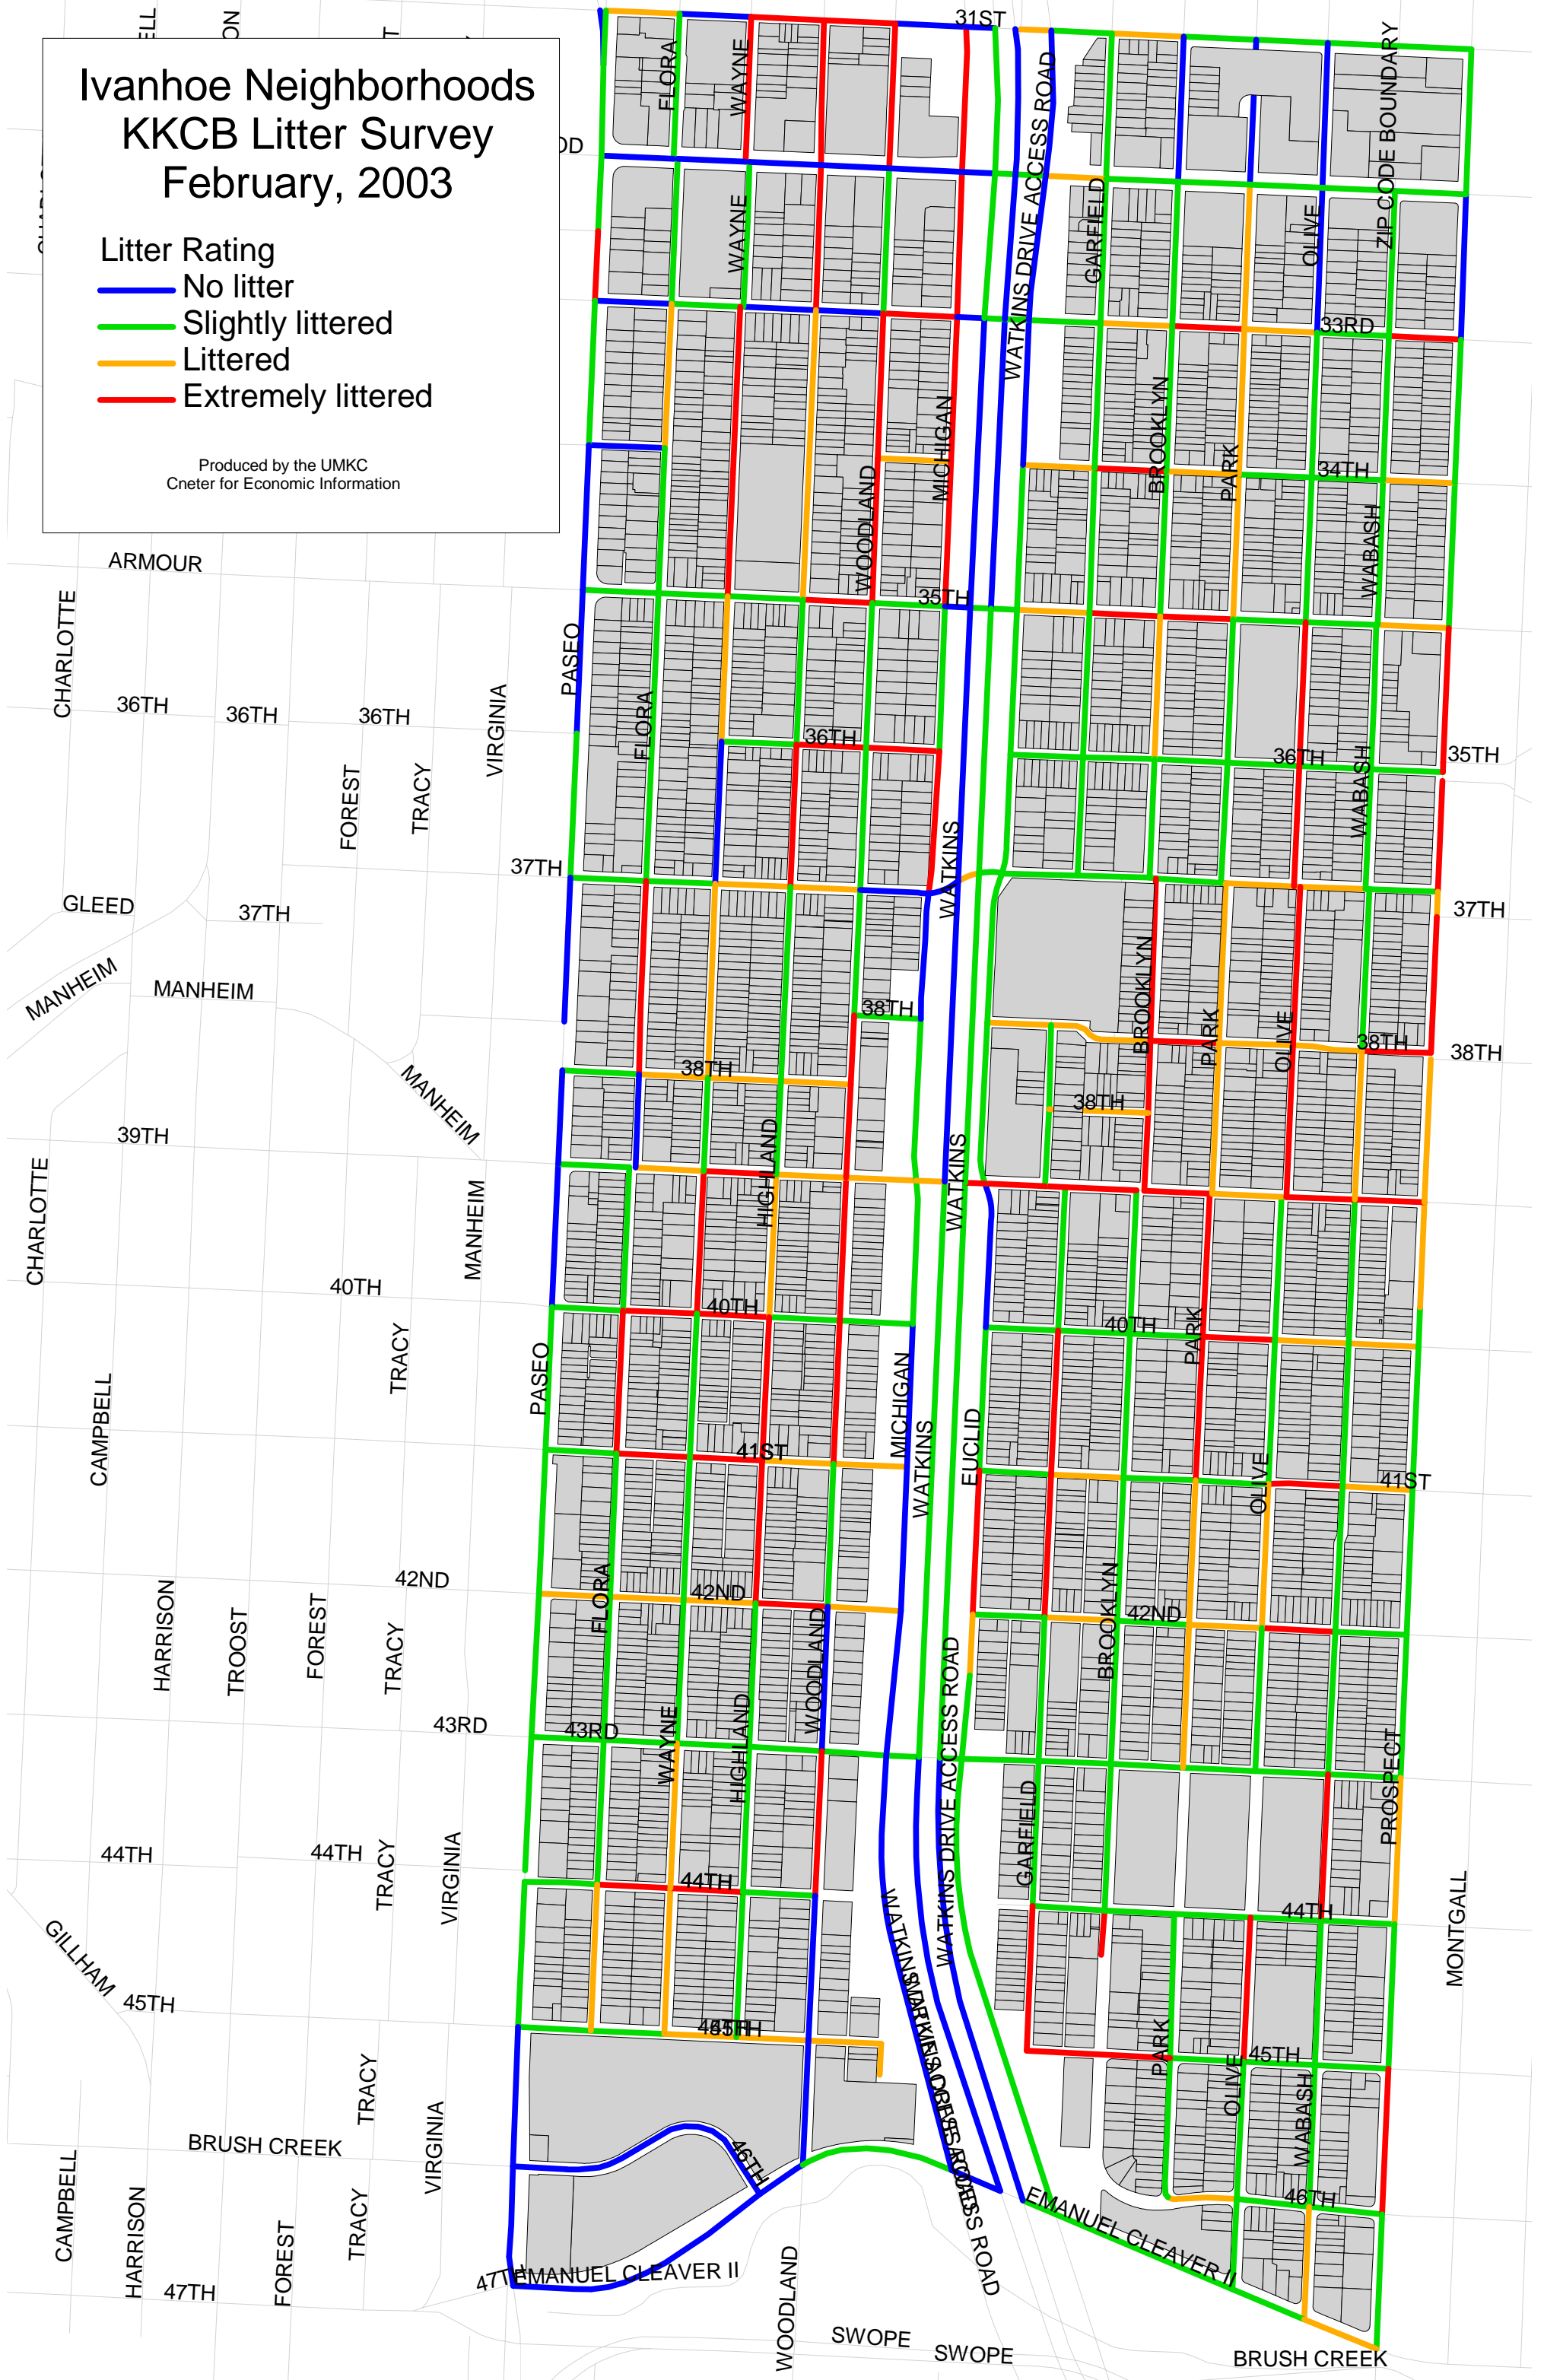 Ivanhoe Neighborhoods
KKCB Litter Survey
February, 2003
Litter Rating
No litter
Slightly littered
Littered
Extremely littered
Produced by the UMKC
Cneter for Economic Information
31ST
FLORA
WAYNE
WATKINS DRIVE ACCESS ROAD
ZIP CODE BOUNDARY
WAYNE
GARFIELD
OLIVE
33RD
MICHIGAN
BROOKLYN
PARK
34TH
WOODLAND
WABASH
ARMOUR
35TH
CHARLOTTE
PASEO
36TH
36TH
36TH
VIRGINIA
FLORA
36TH
36TH
WABASH
35TH
FOREST
TRACY
37TH
WATKINS
GLEED
37TH
37TH
MANHEIM
MANHEIM
38TH
BROOKLYN
PARK
OLIVE
38TH
38TH
38TH
MANHEIM
38TH
39TH
HIGHLAND
WATKINS
CHARLOTTE
MANHEIM
40TH
40TH
40TH
PARK
TRACY
PASEO
MICHIGAN
CAMPBELL
41ST
WATKINS
EUCLID
OLIVE
41ST
42ND
FLORA
42ND
BROOKLYN
42ND
HARRISON
TROOST
FOREST
TRACY
WOODLAND
WATKINS DRIVE ACCESS ROAD
43RD
43RD
WAYNE
HIGHLAND
GARFIELD
PROSPECT
44TH
44TH
TRACY
VIRGINIA
44TH
44TH
MONTGALL
GILLHAM
45TH
45TH
PARK
OLIVE
WABASH
TRACY
VIRGINIA
BRUSH CREEK
46TH
46TH
CAMPBELL
HARRISON
FOREST
TRACY
EMANUEL CLEAVER II
47TH
47TH
EMANUEL CLEAVER II
WOODLAND
SWOPE
SWOPE
BRUSH CREEK